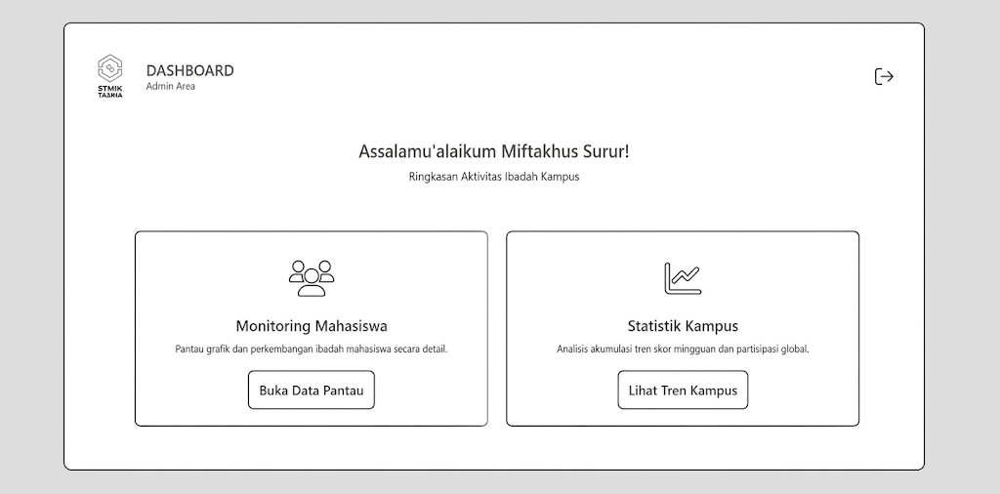 DASHBOARD
Admin Area
STMIK
TAZKIA
Assalamu'alaikum Miftakhus Surur!
Ringkasan Aktivitas Ibadah Kampus
Monitoring Mahasiswa
Pantau grafik dan perkembangan ibadah mahasiswa secara detail.
Buka Data Pantau
Statistik Kampus
Analisis akumulasi tren skor mingguan dan partisipasi global.
Lihat Tren Kampus